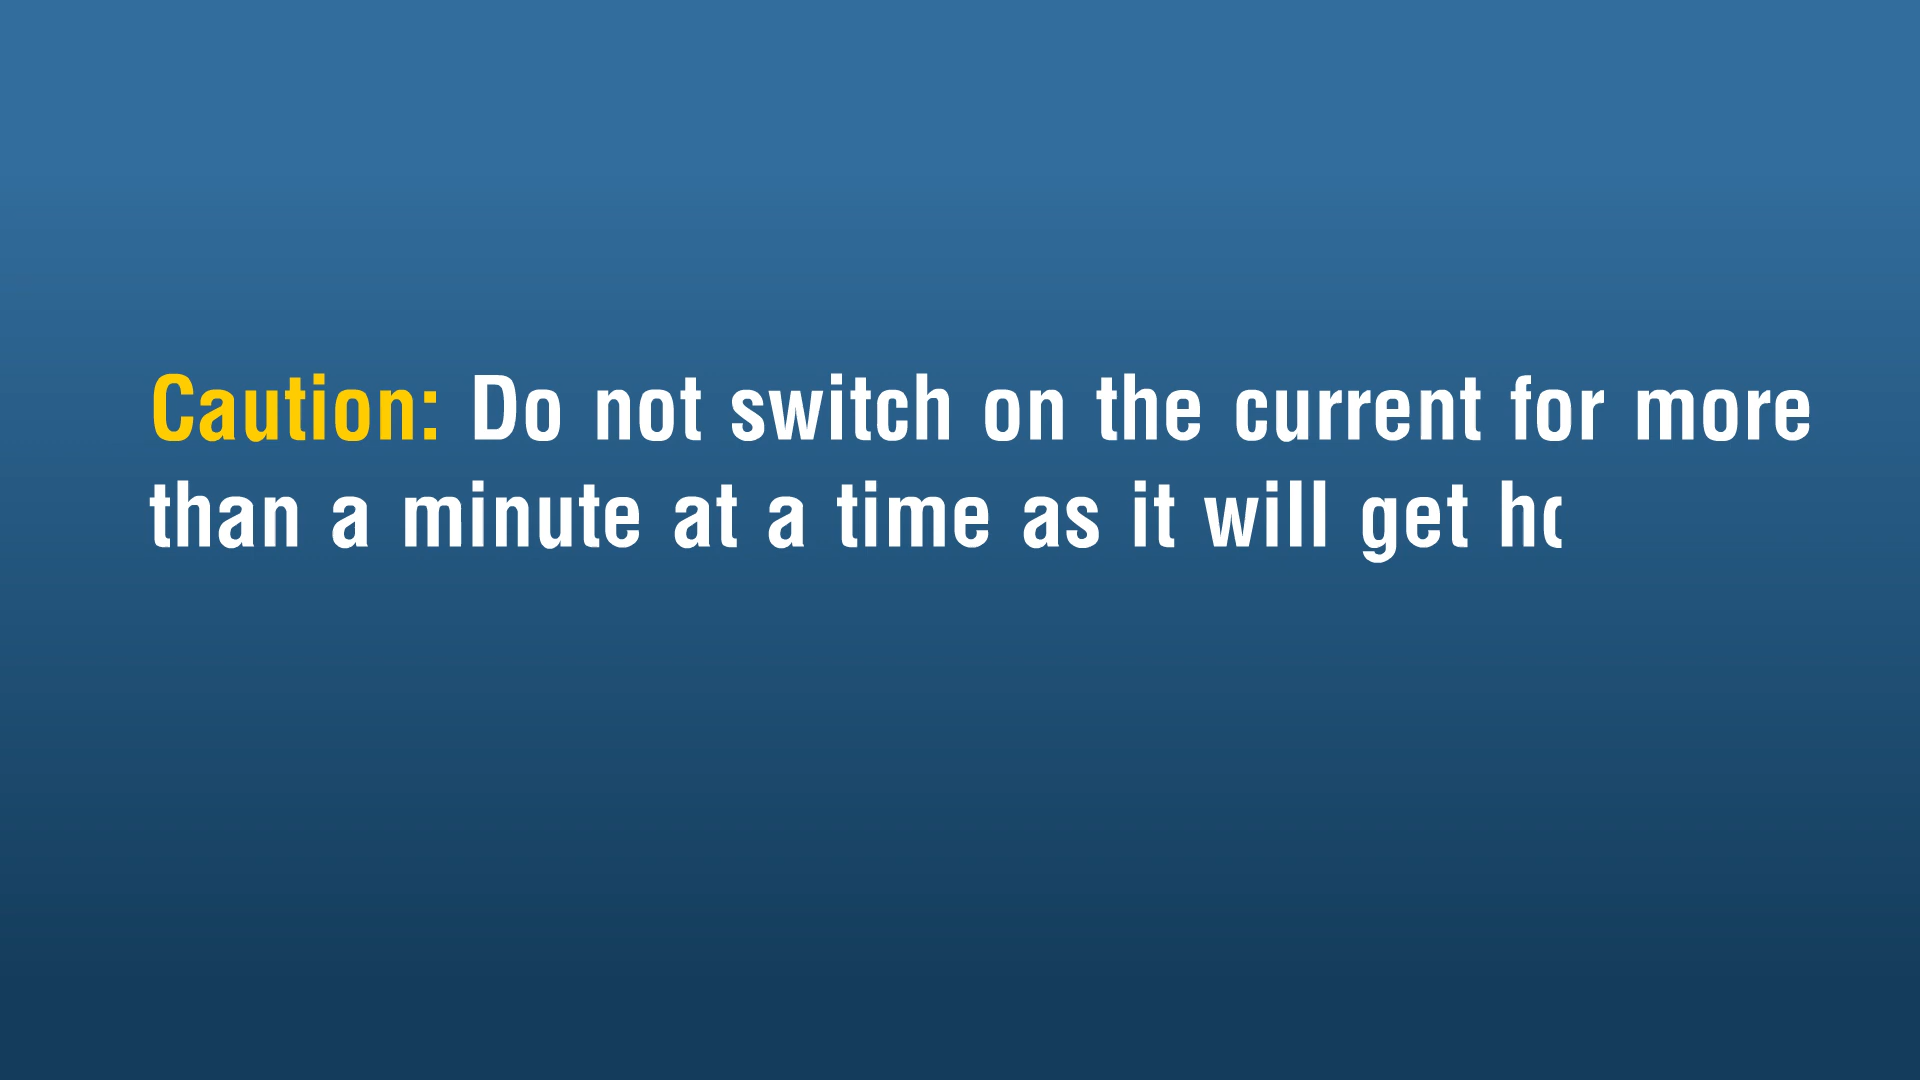 Caution: Do not switch on the current for more
than a minute at a time as it will get